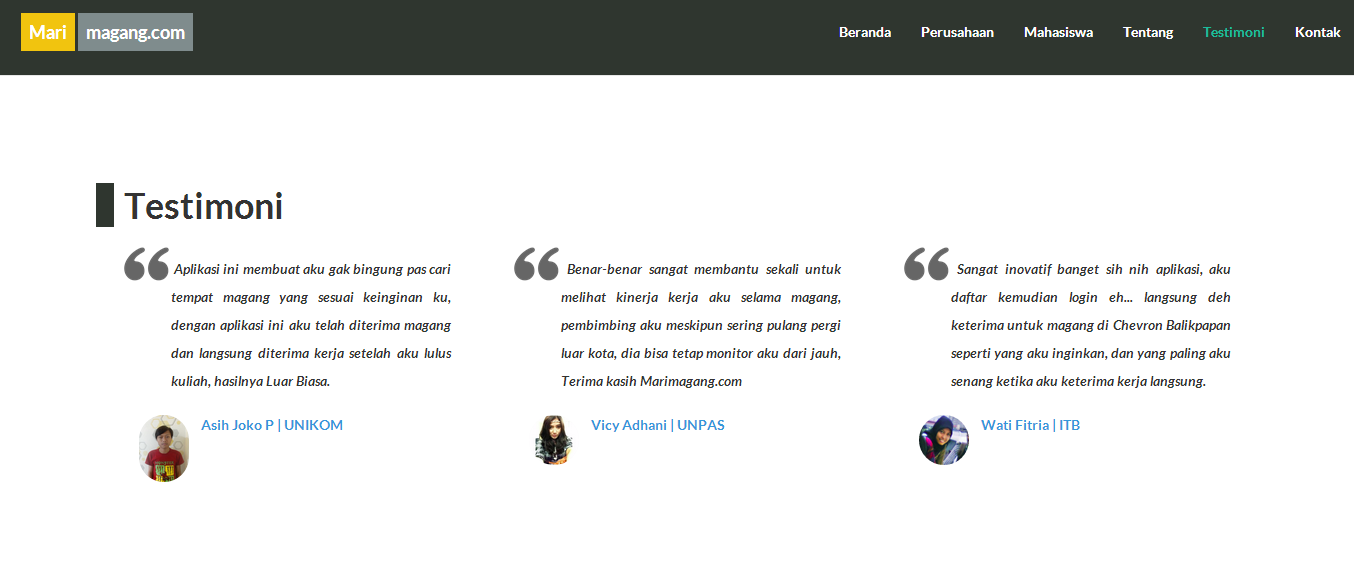 Mari magang.com
Beranda Perusahaan Mahasiswa Tentang Testimoni Kontak
Testimoni
Aplikasi ini membuat aku gak bingung pas cari
tempat magang yang sesuai keinginan ku,
dengan aplikasi ini aku telah diterima magang
dan langsung diterima kerja setelah aku lulus
kuliah, hasilnya Luar Biasa.
Asih Joko P | UNIKOM
Benar-benar sangat membantu sekali untuk
melihat kinerja kerja aku selama magang,
pembimbing aku meskipun sering pulang pergi
luar kota, dia bisa tetap monitor aku dari jauh,
Terima kasih Marimagang.com
Vicy Adhani | UNPAS
Sangat inovatif banget sih nih aplikasi, aku
daftar kemudian login eh... langsung deh
keterima untuk magang di Chevron Balikpapan
seperti yang aku inginkan, dan yang paling aku
senang ketika aku keterima kerja langsung.
Wati Fitria | ITB